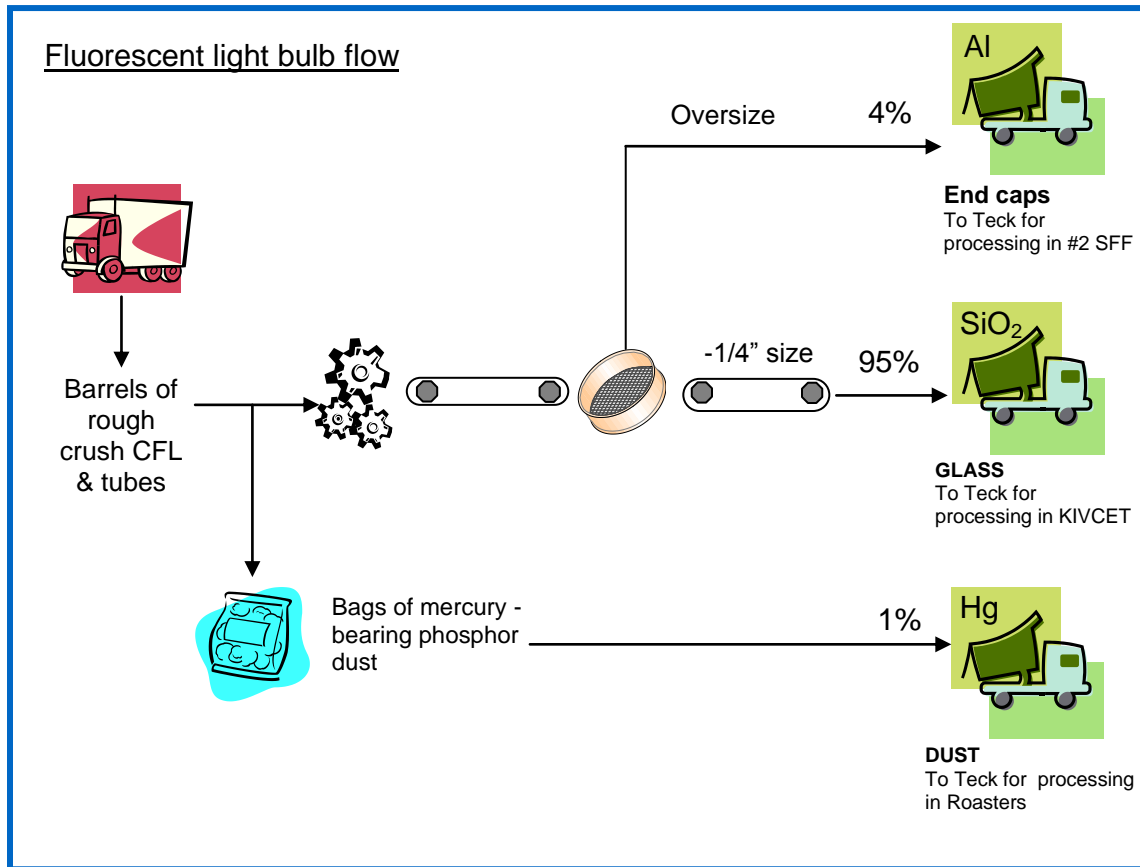 Fluorescent light bulb flow
Oversize
4%
Al
End caps
To Teck for
processing in #2 SFF
Barrels of
rough
crush CFL
& tubes
-1/4” size
95%
SiO₂
GLASS
To Teck for
processing in KIVCET
Bags of mercury -
bearing phosphor
dust
1%
Hg
DUST
To Teck for  processing
in Roasters